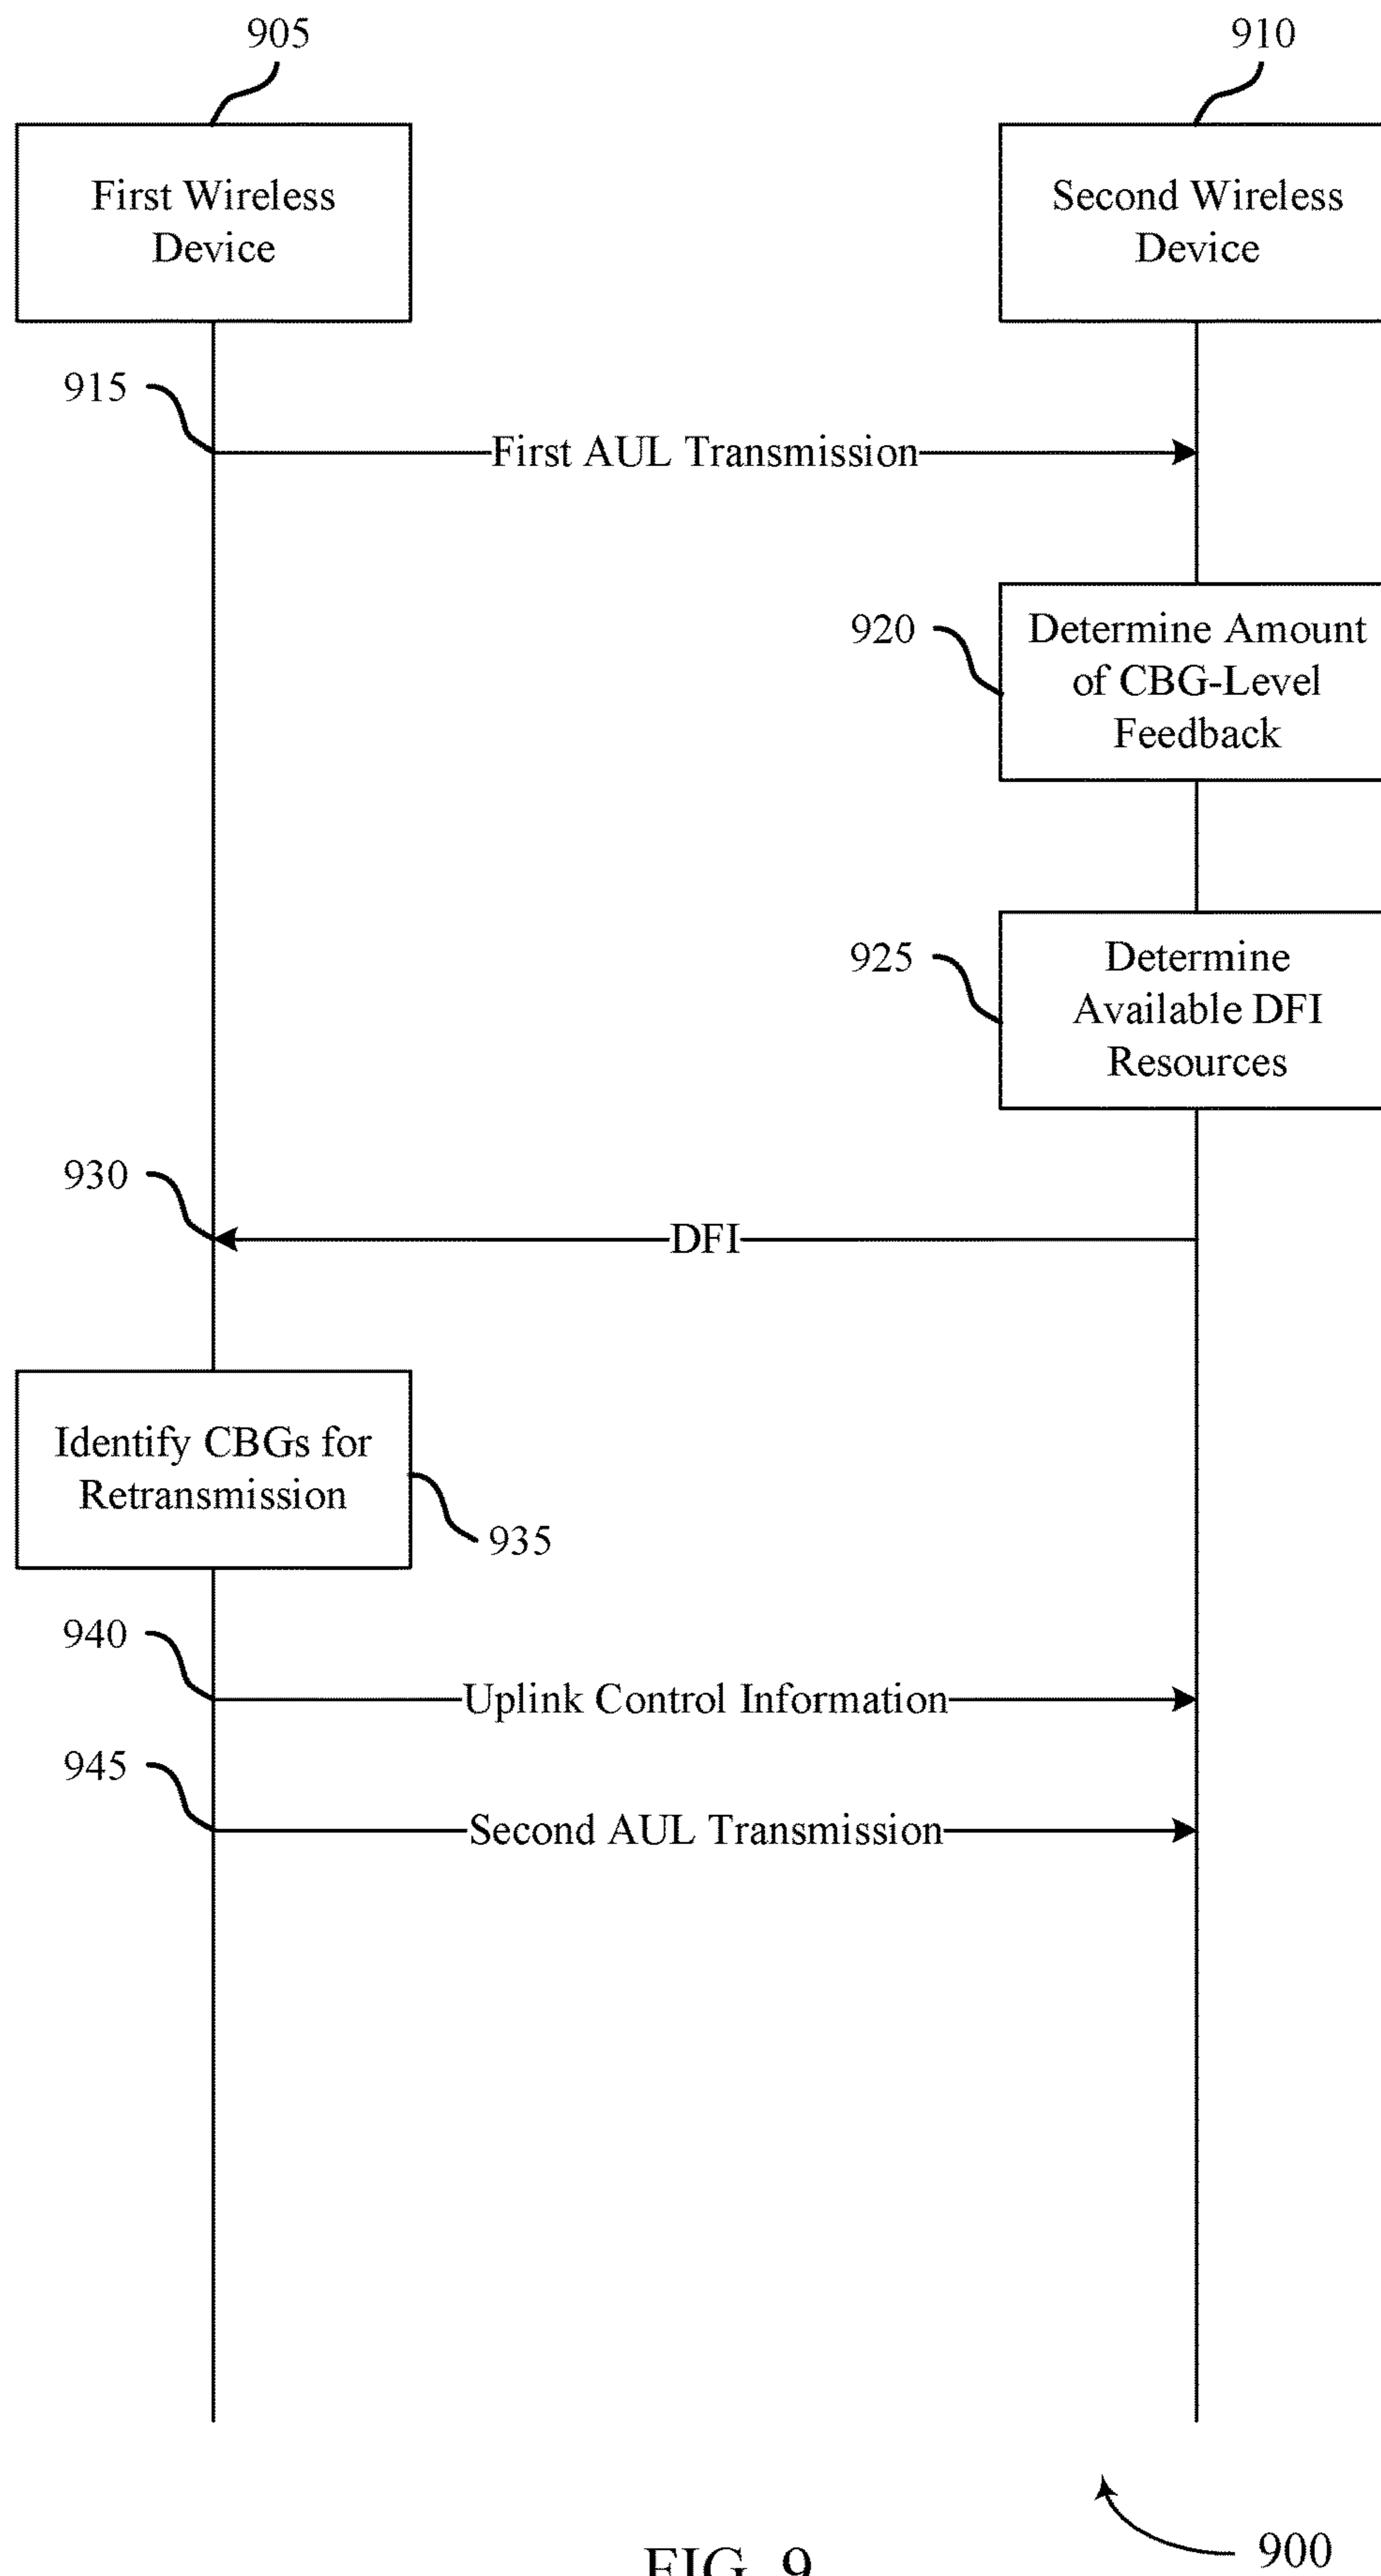 905
910
First Wireless
Device
Second Wireless
Device
915
First AUL Transmission
920
Determine Amount
of CBG-Level
Feedback
925
Determine
Available DFI
Resources
930
DFI
Identify CBGs for
Retransmission
935
940
Uplink Control Information
945
Second AUL Transmission
900
FIG. 9